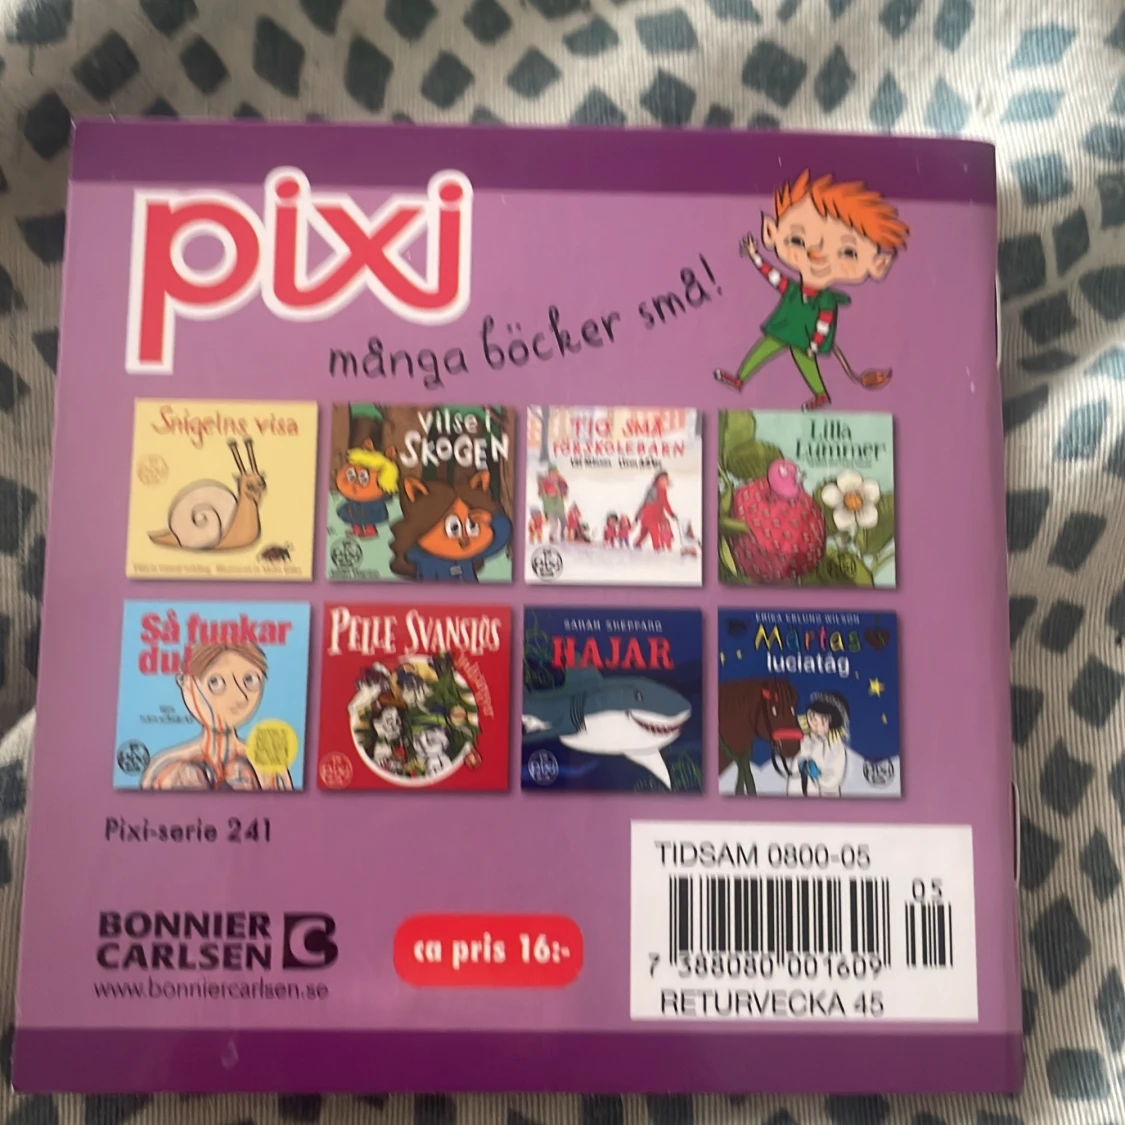 pixi
många böcker små!
Snigelns visa
Vilse i
SKOGEN
TIO SMÅ
FÖRSKOLEBARN
Lilla
Lummer
Så funkar
du!
PELLE SVANSLÖS
SARAH SHEPPARD
HAJAR
ERIKA EKLUND WILSON
Märtas
luciatåg
Pixi-serie 241
BONNIER
CARLSEN
www.bonniercarlsen.se
ca pris 16:-
TIDSAM 0800-05
05
7 388080 001609
RETURVECKA 45